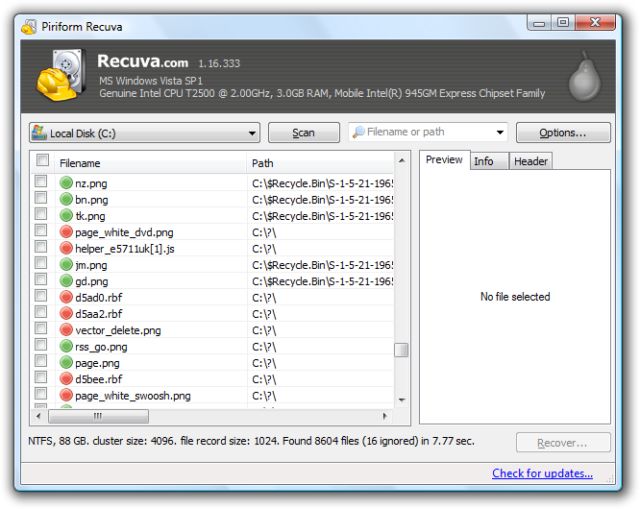 Piriform Recuva
Recuva.com 1.16.333
MS Windows Vista SP1
Genuine Intel CPU T2500 @ 2.00GHz, 3.0GB RAM, Mobile Intel(R) 945GM Express Chipset Family
Local Disk (C:) Scan Filename or path Options...
Filename Path
nz.png C:\$Recycle.Bin\S-1-5-21-1965
bn.png C:\$Recycle.Bin\S-1-5-21-1965
tk.png C:\$Recycle.Bin\S-1-5-21-1965
page_white_dvd.png C:\?\
helper_e5711uk[1].js C:\?\
jm.png C:\$Recycle.Bin\S-1-5-21-1965
gd.png C:\$Recycle.Bin\S-1-5-21-1965
d5ad0.rbf C:\?\
d5aa2.rbf C:\?\
vector_delete.png C:\?\
rss_go.png C:\?\
page.png C:\?\
d5bee.rbf C:\?\
page_white_swoosh.png C:\?\
Preview Info Header
No file selected
NTFS, 88 GB. cluster size: 4096. file record size: 1024. Found 8604 files (16 ignored) in 7.77 sec.
Recover...
Check for updates...